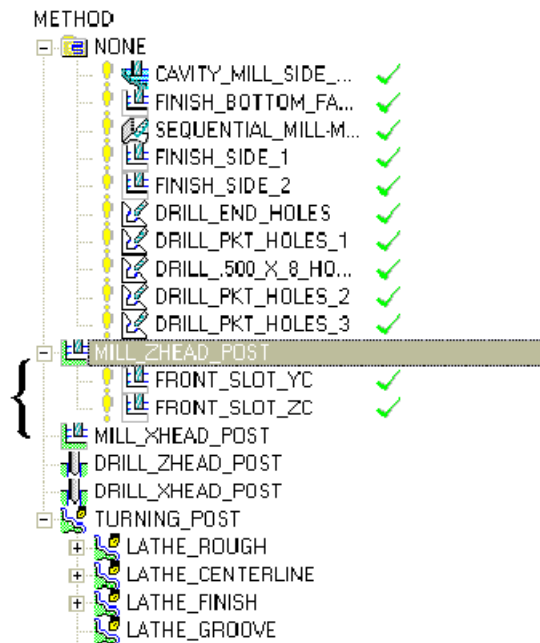 METHOD
NONE
CAVITY_MILL_SIDE_...
FINISH_BOTTOM_FA...
SEQUENTIAL_MILL-M...
FINISH_SIDE_1
FINISH_SIDE_2
DRILL_END_HOLES
DRILL_PKT_HOLES_1
DRILL_.500_X_8_HO...
DRILL_PKT_HOLES_2
DRILL_PKT_HOLES_3
MILL_ZHEAD_POST
FRONT_SLOT_YC
FRONT_SLOT_ZC
MILL_XHEAD_POST
DRILL_ZHEAD_POST
DRILL_XHEAD_POST
TURNING_POST
LATHE_ROUGH
LATHE_CENTERLINE
LATHE_FINISH
LATHE_GROOVE